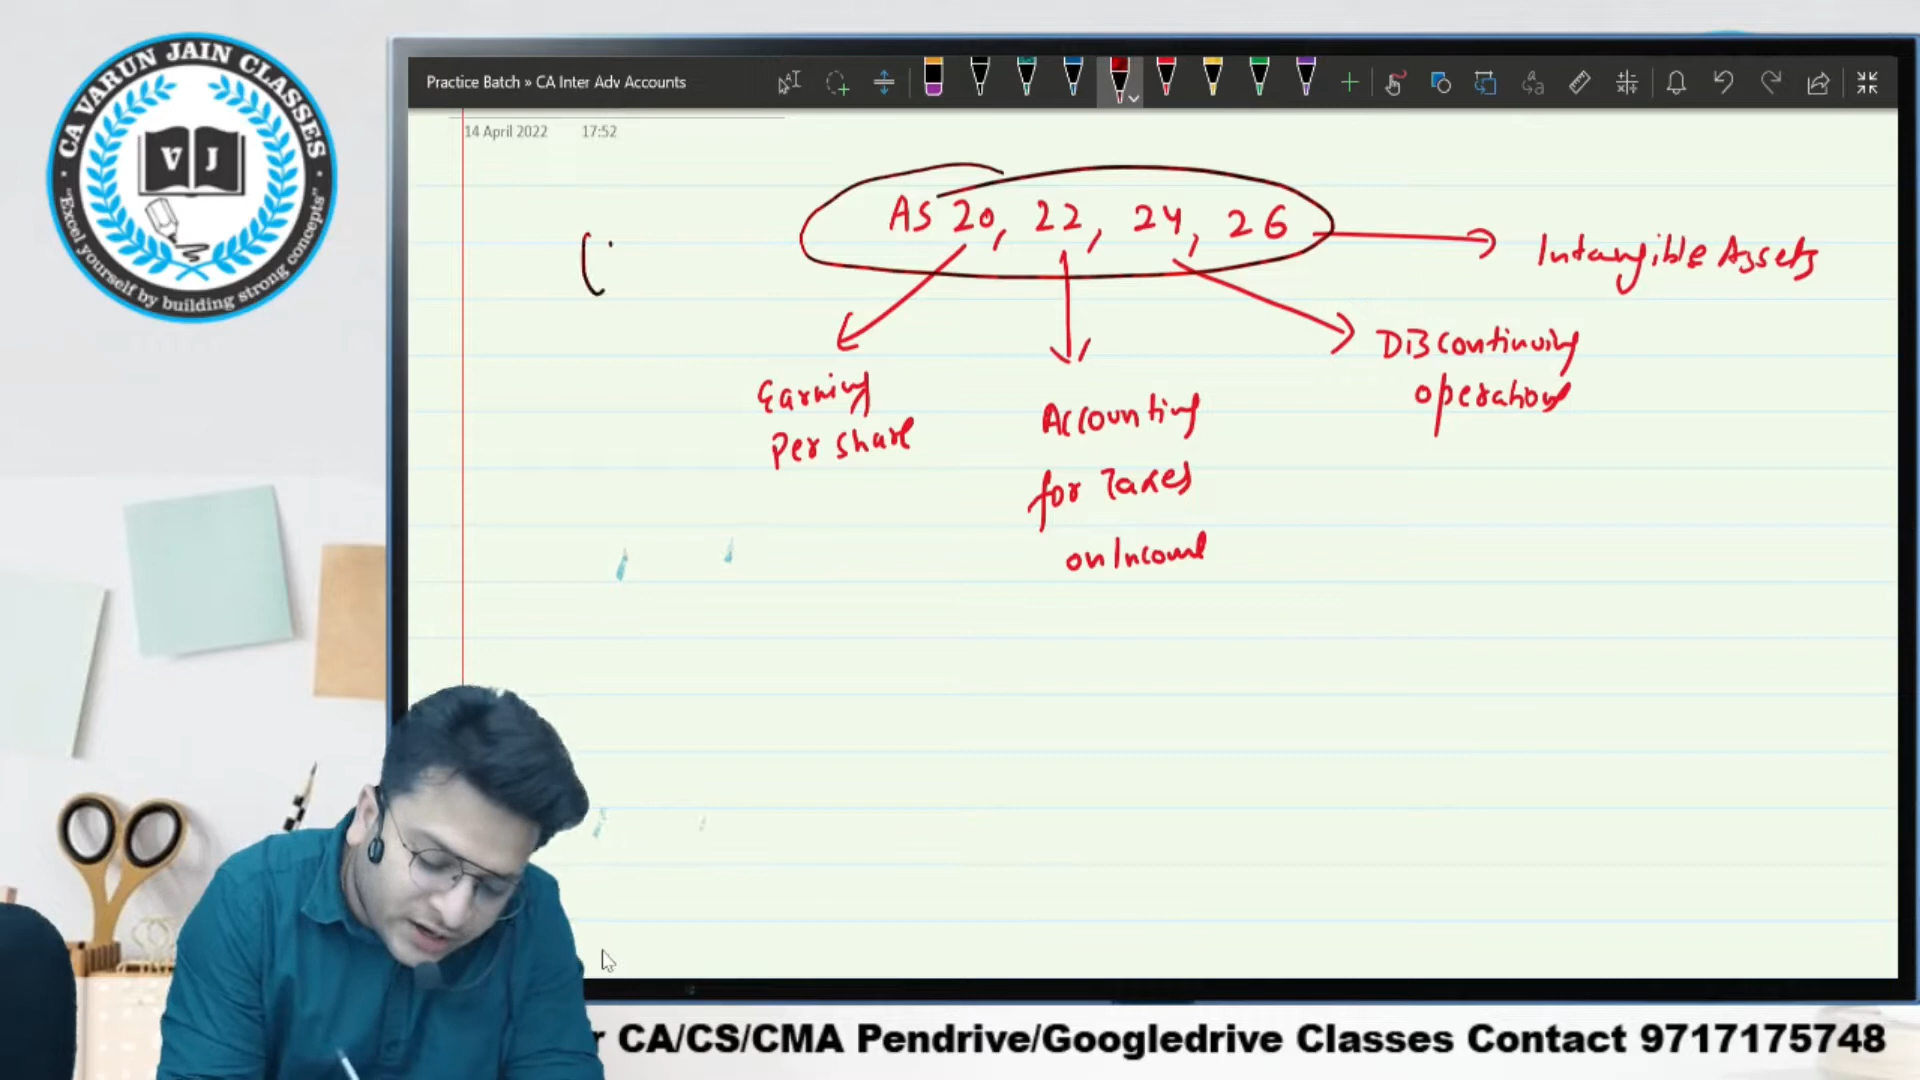 CA VARUN JAIN CLASSES
V J
"Excel yourself by building strong concepts"
Practice Batch » CA Inter Adv Accounts
14 April 2022 17:52
AS 20, 22, 24, 26
Intangible Assets
Discontinuing
operations
Earning
Per share
Accounting
for Taxes
on Income
r CA/CS/CMA Pendrive/Googledrive Classes Contact 9717175748